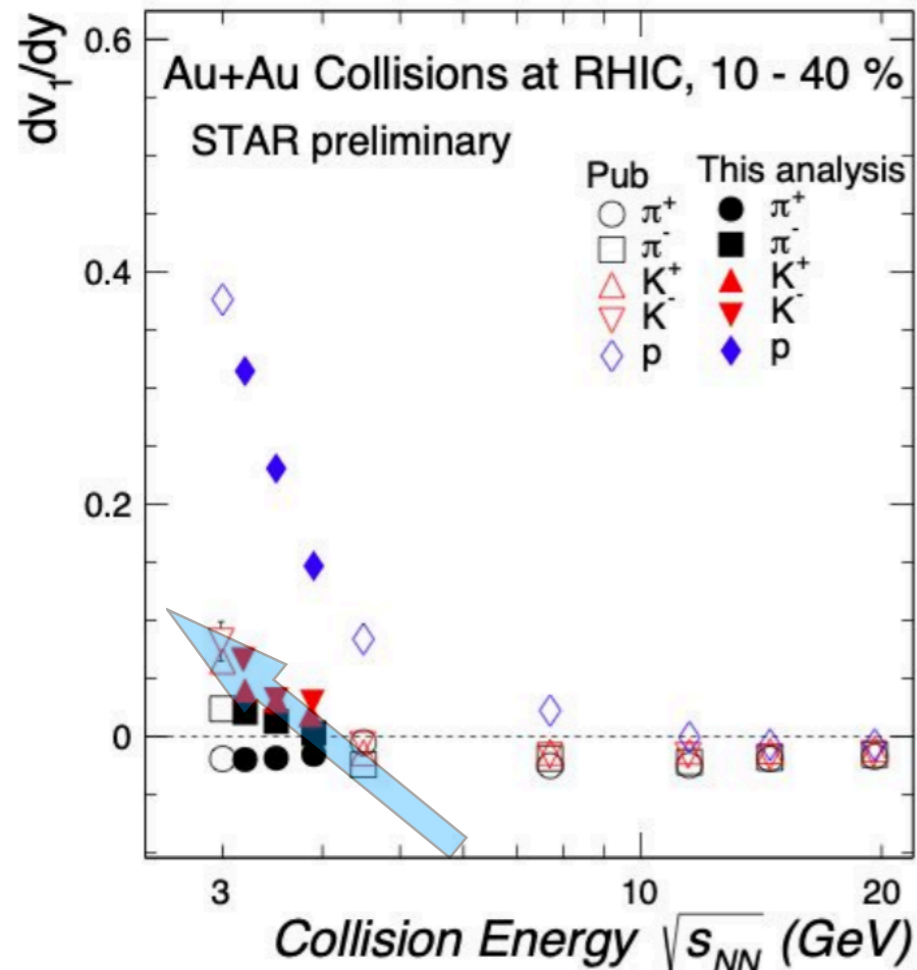 dv₁/dy
0.6
Au+Au Collisions at RHIC, 10 - 40 %
STAR preliminary
Pub This analysis
π⁺ π⁺
π⁻ π⁻
K⁺ K⁺
K⁻ K⁻
p p
0.4
0.2
0
3 10 20
Collision Energy √sNN (GeV)